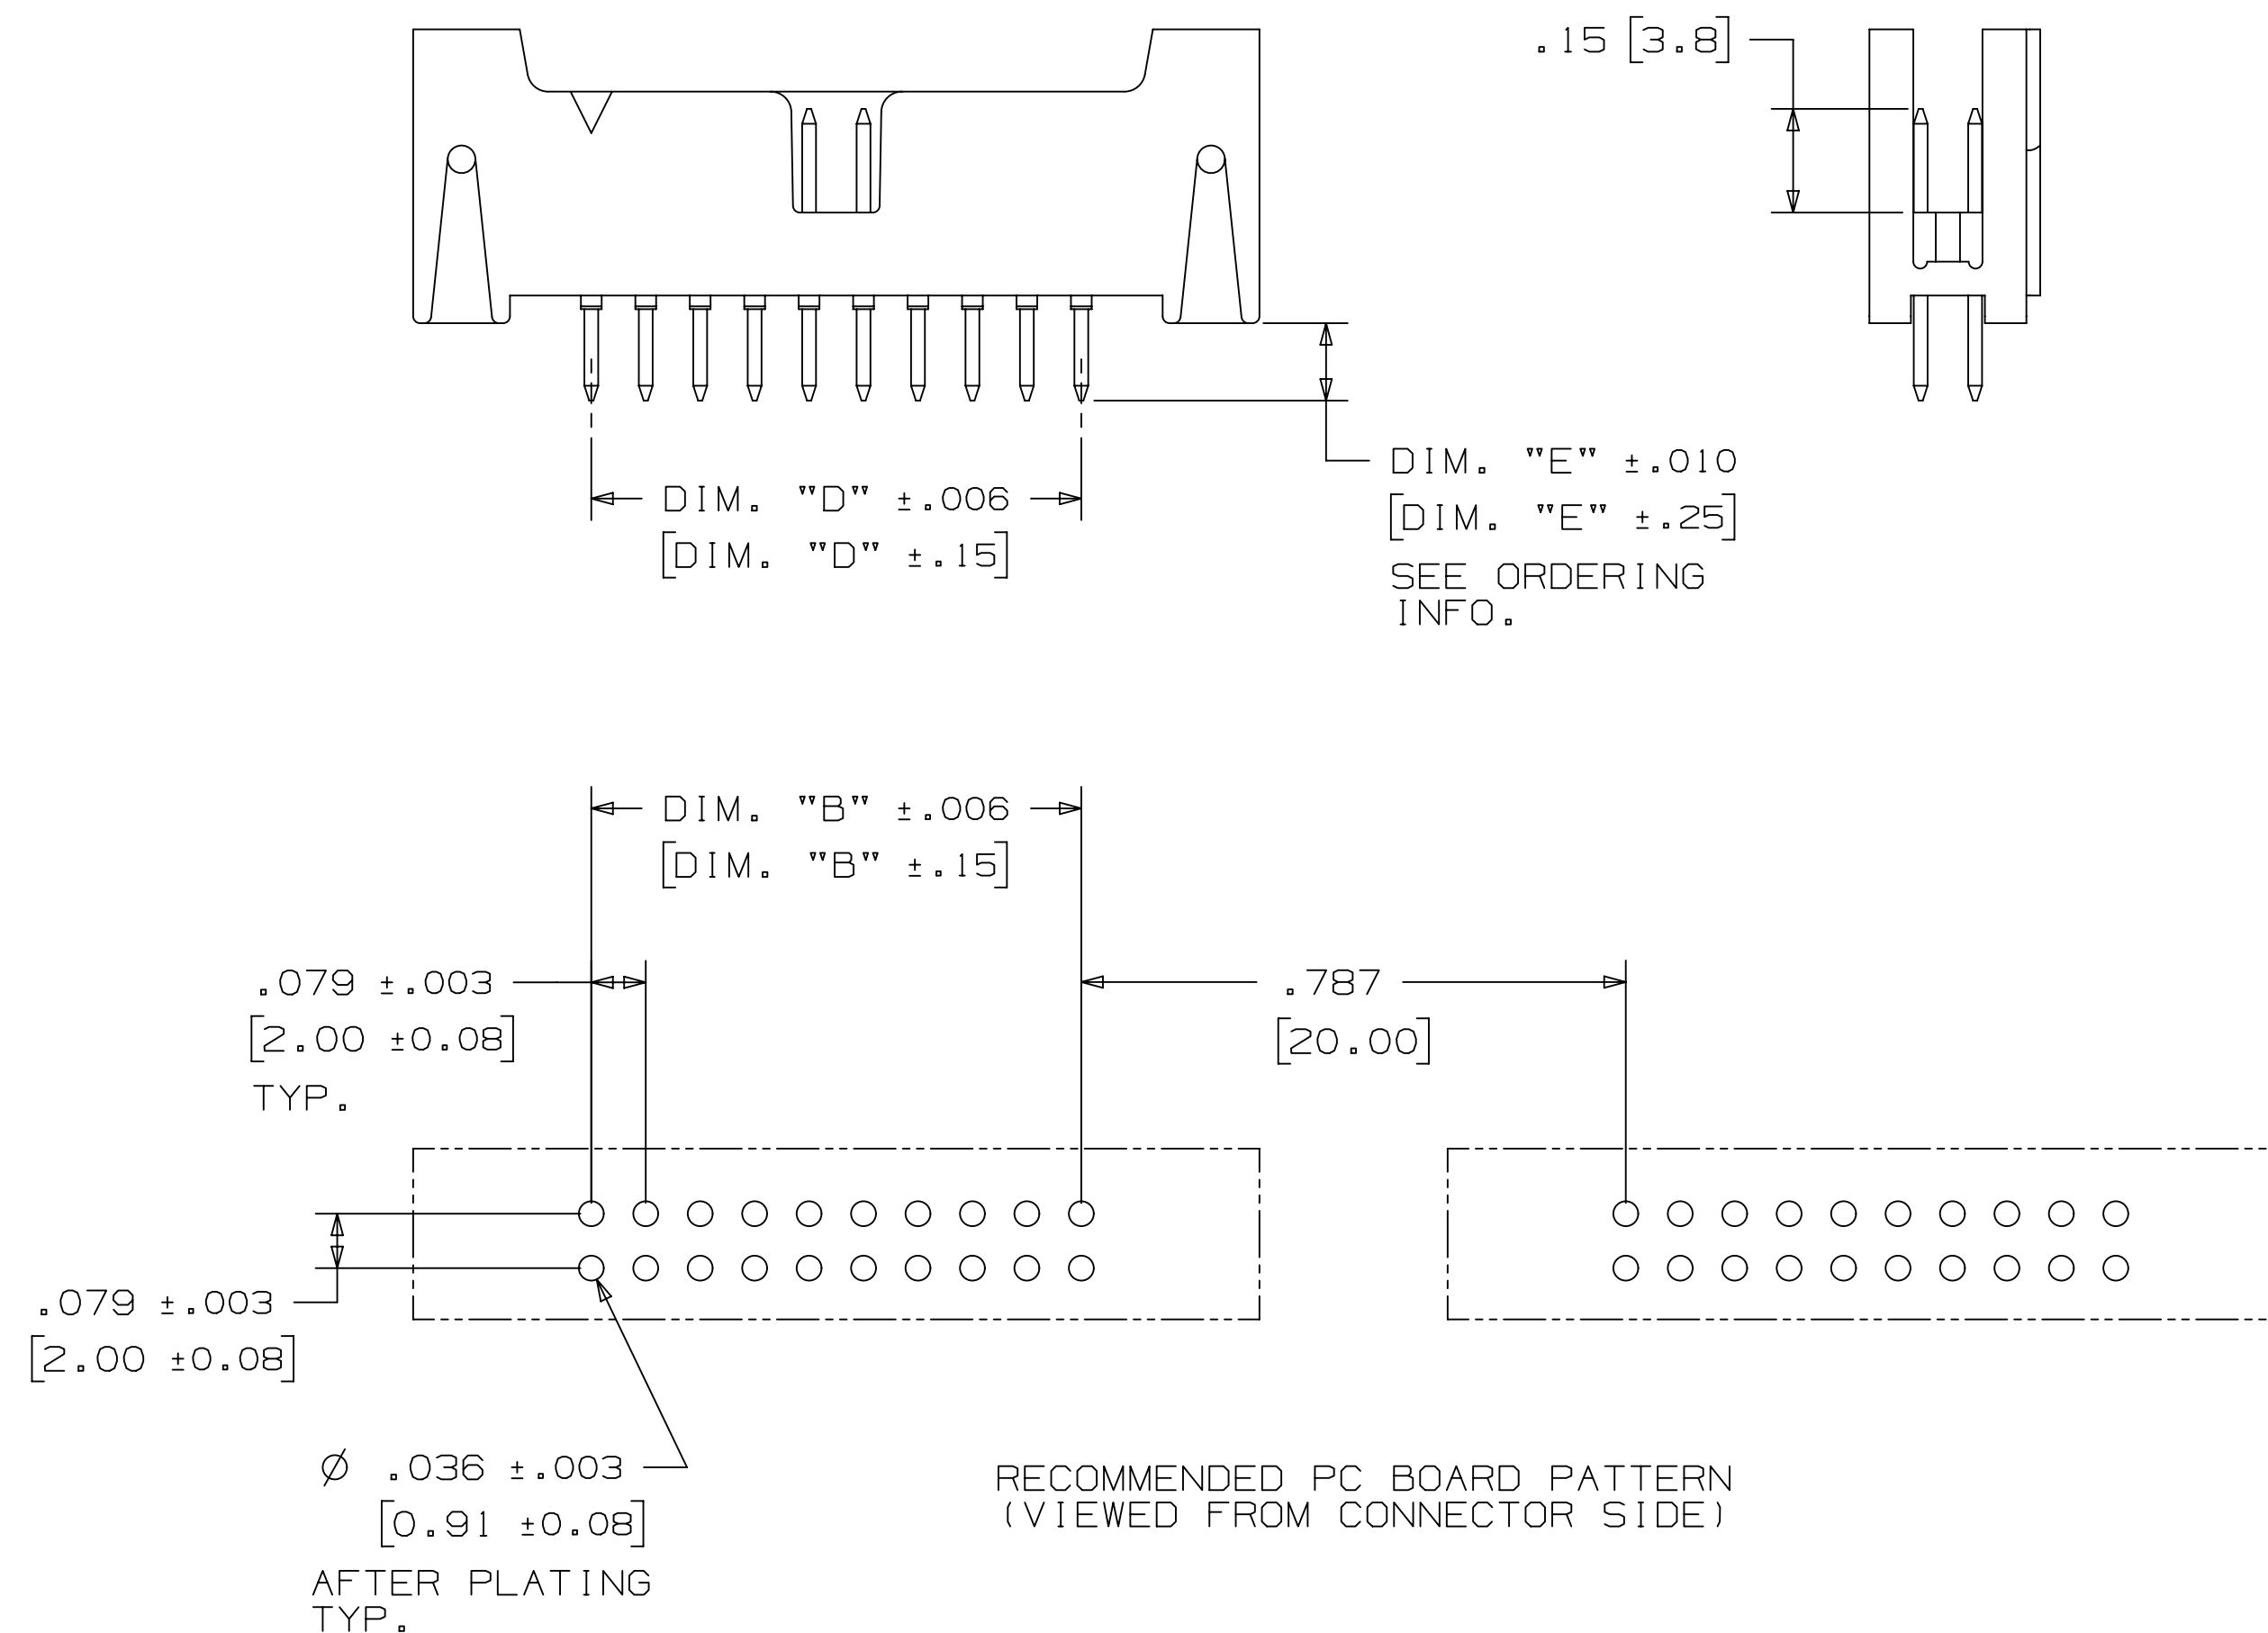 .15 [3.8]
DIM. "D" ±.006
[DIM. "D" ±.15]
DIM. "E" ±.010
[DIM. "E" ±.25]
SEE ORDERING
INFO.
DIM. "B" ±.006
[DIM. "B" ±.15]
.079 ±.003
[2.00 ±0.08]
TYP.
.787
[20.00]
.079 ±.003
[2.00 ±0.08]
Ø .036 ±.003
[0.91 ±0.08]
AFTER PLATING
TYP.
RECOMMENDED PC BOARD PATTERN
(VIEWED FROM CONNECTOR SIDE)